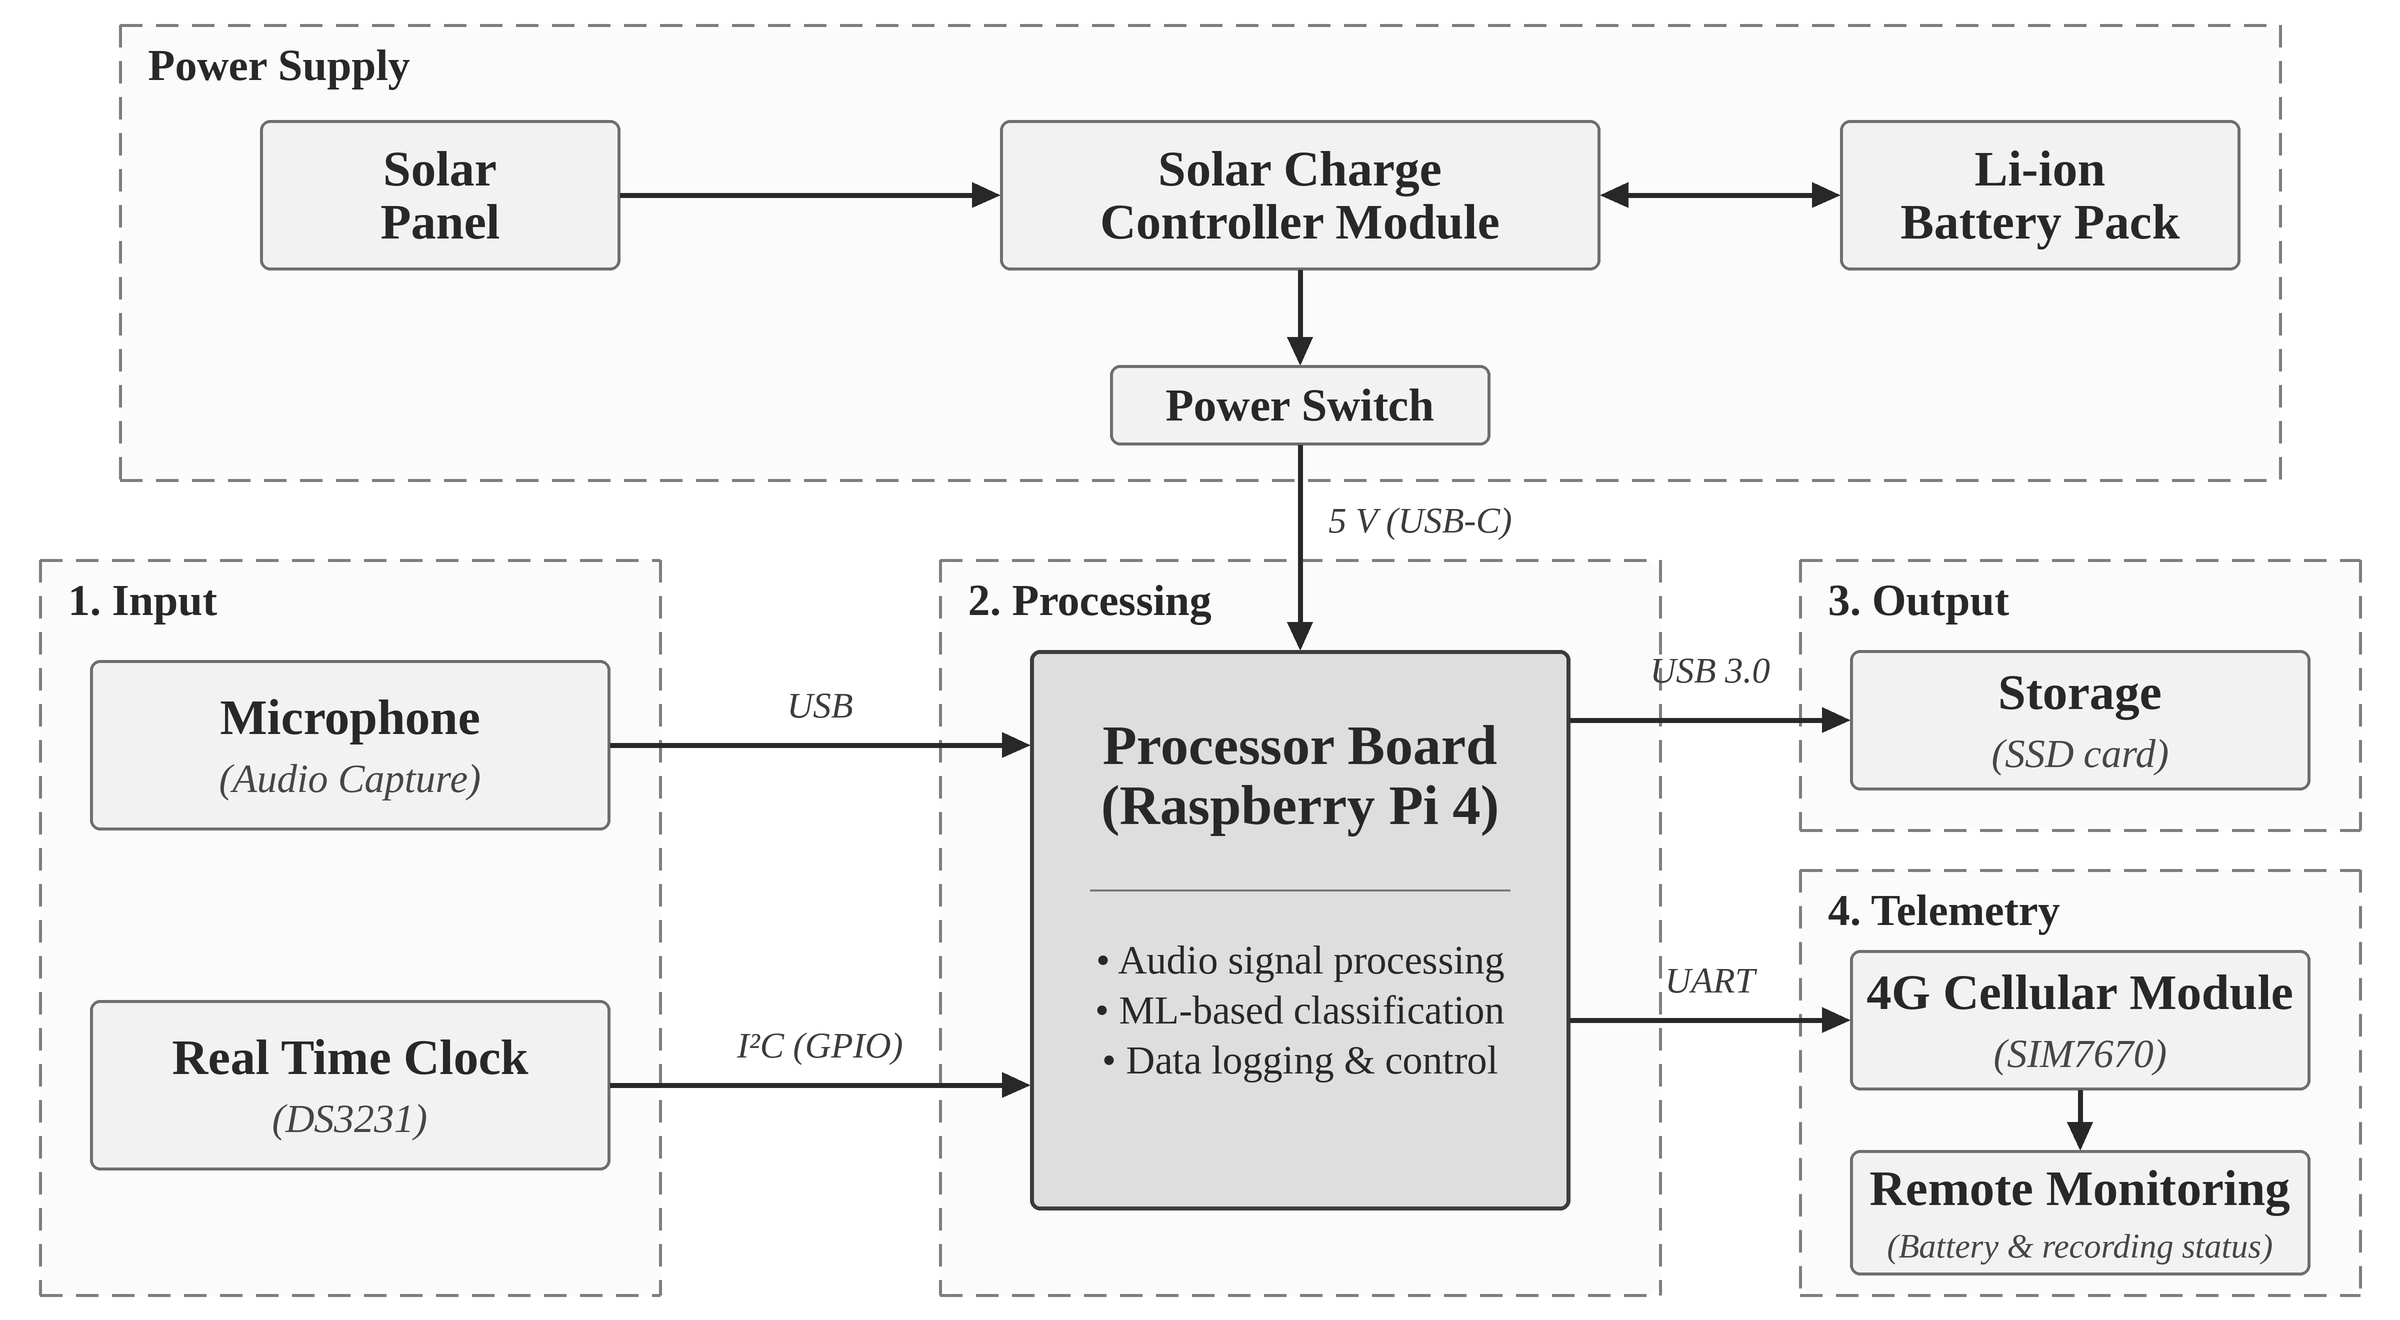 Power Supply
Solar
Panel
Solar Charge
Controller Module
Li-ion
Battery Pack
Power Switch
5 V (USB-C)
1. Input
Microphone
(Audio Capture)
Real Time Clock
(DS3231)
USB
I²C (GPIO)
2. Processing
Processor Board
(Raspberry Pi 4)
• Audio signal processing
• ML-based classification
• Data logging & control
USB 3.0
UART
3. Output
Storage
(SSD card)
4. Telemetry
4G Cellular Module
(SIM7670)
Remote Monitoring
(Battery & recording status)